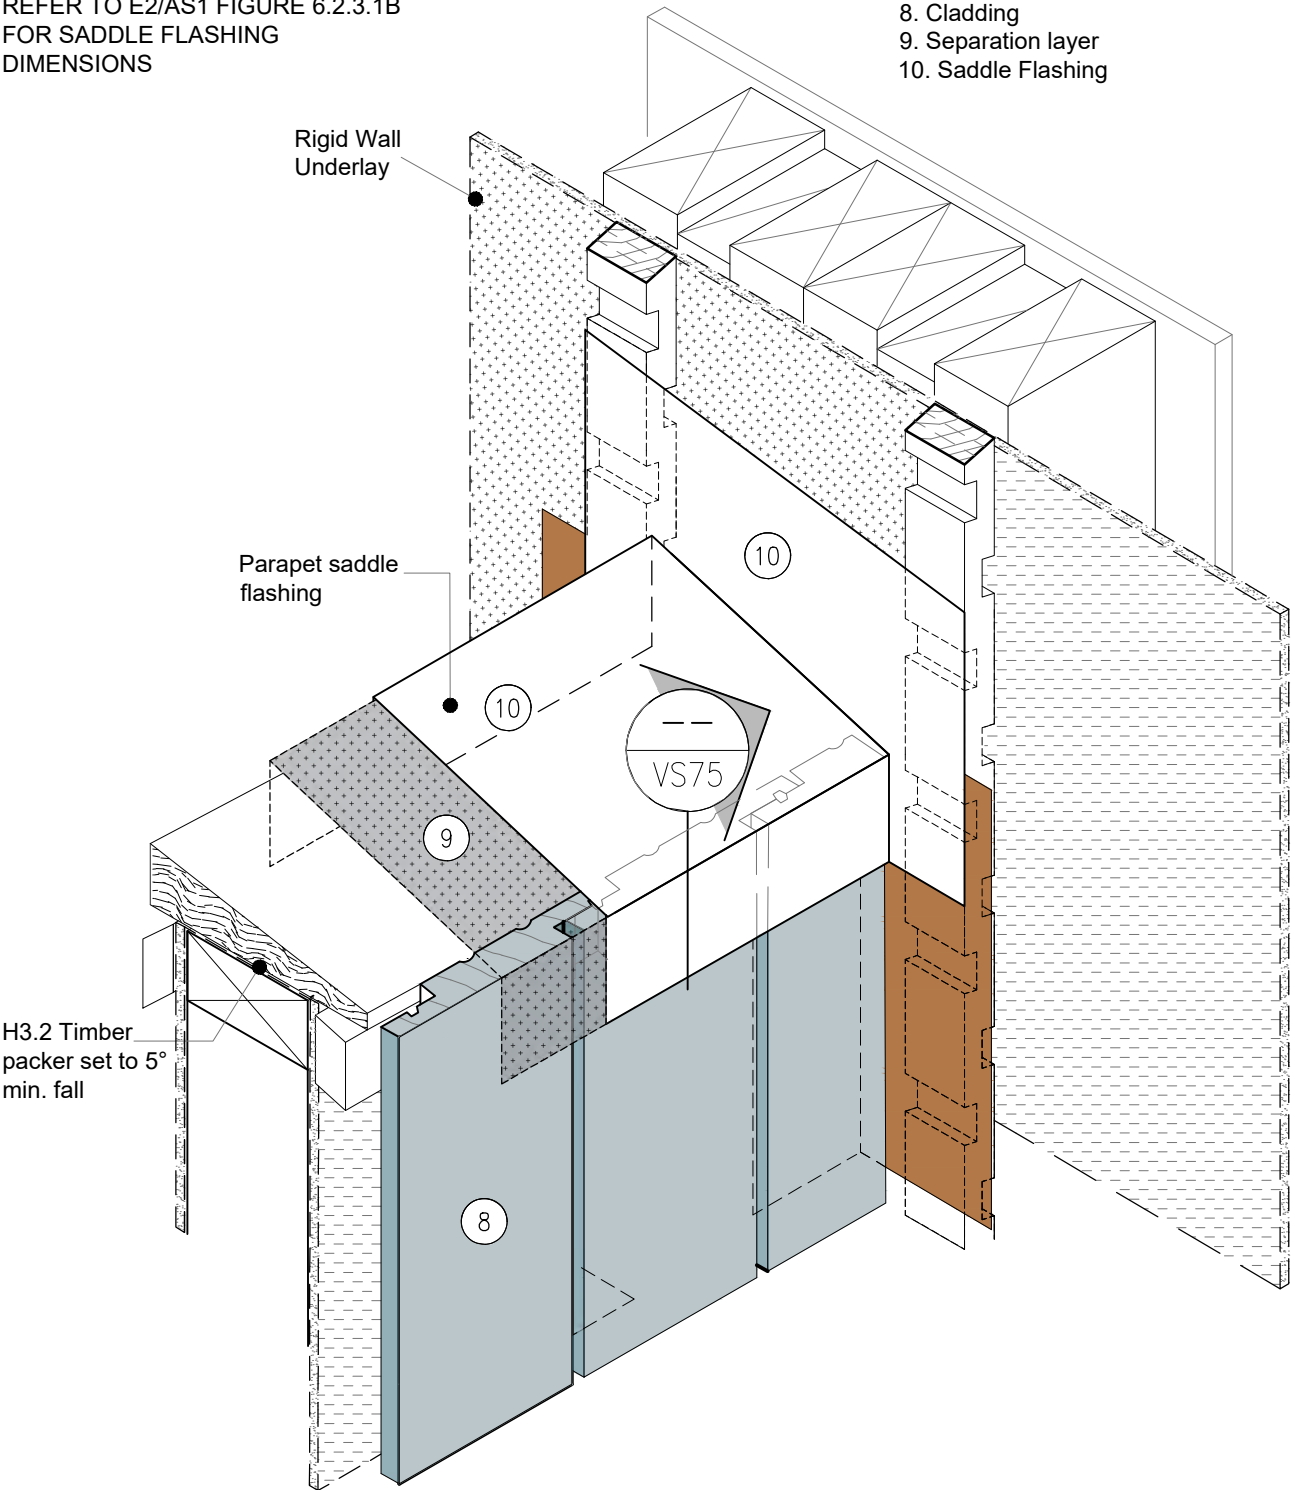 REFER TO E2/AS1 FIGURE 6.2.3.1B
FOR SADDLE FLASHING
DIMENSIONS
8. Cladding
9. Separation layer
10. Saddle Flashing
Rigid Wall
Underlay
10
Parapet saddle
flashing
10
VS75
9
H3.2 Timber
packer set to 5°
min. fall
8